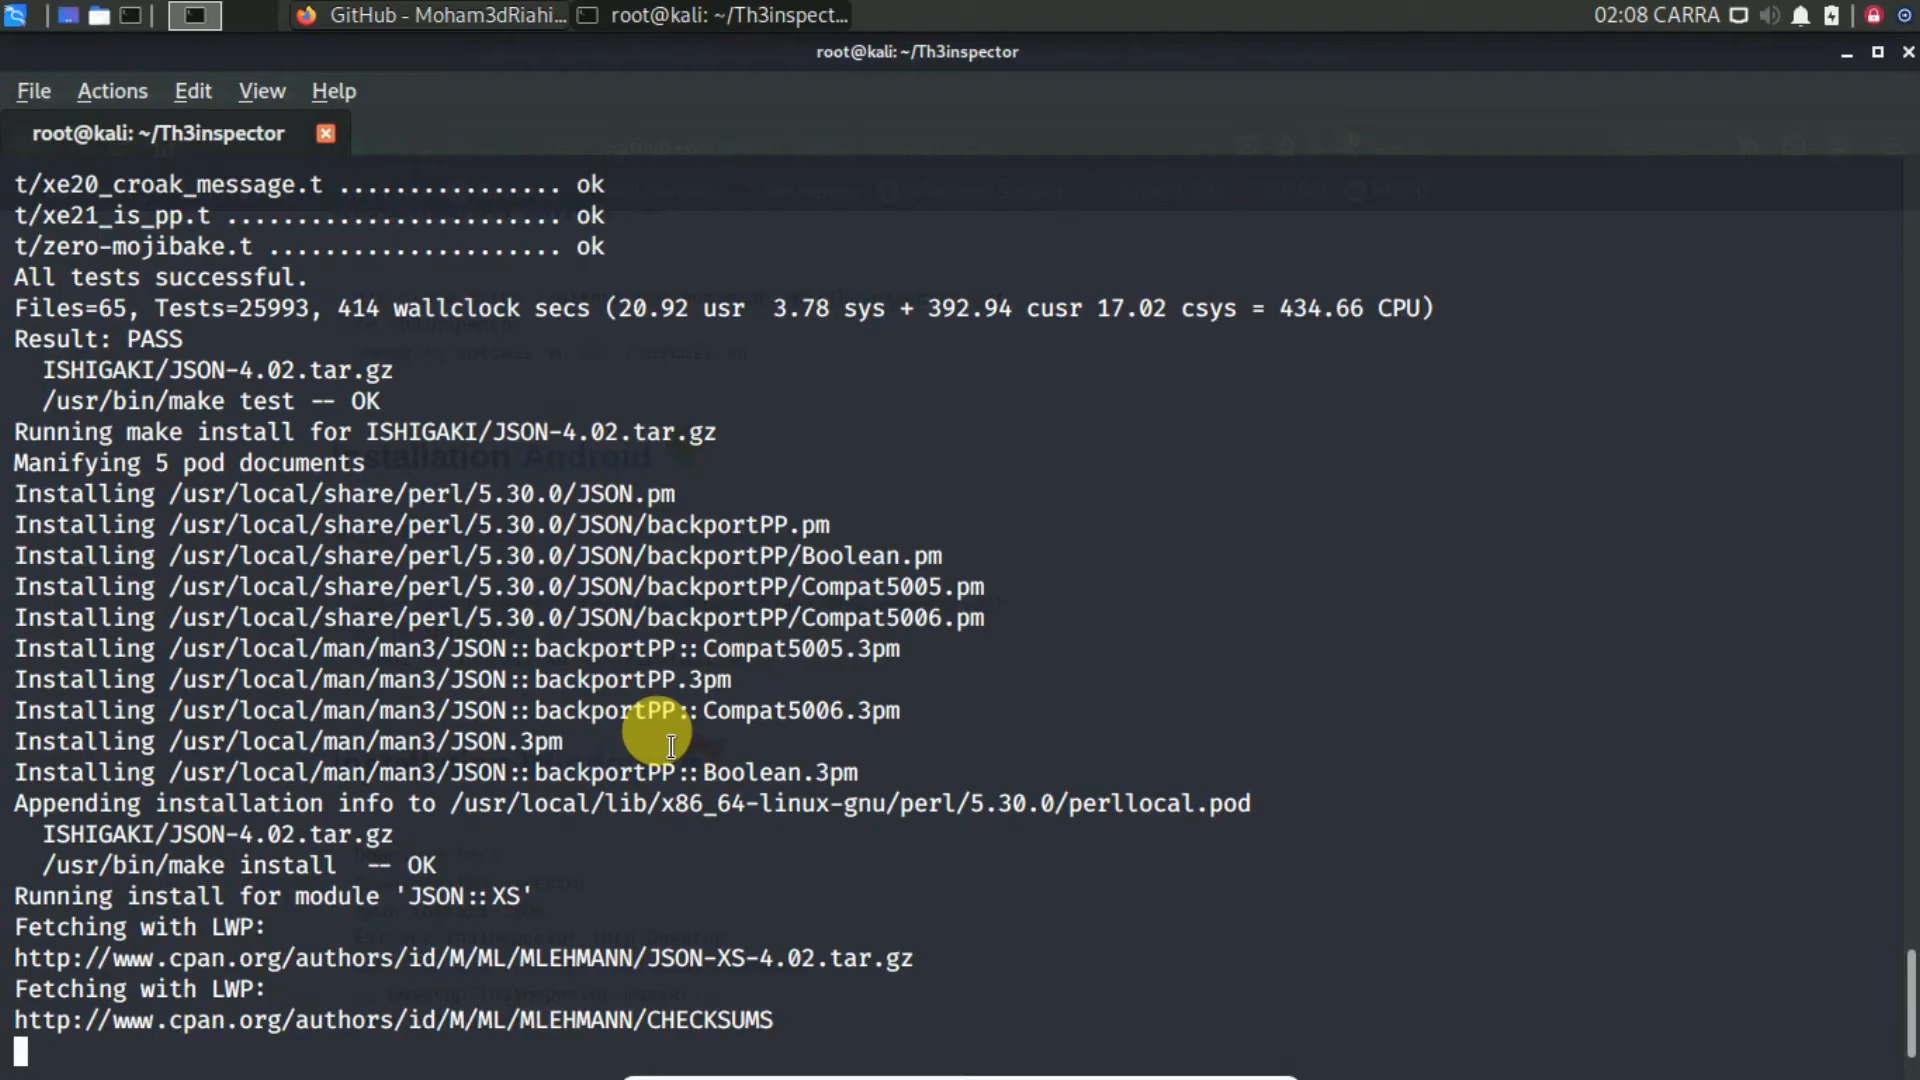 GitHub - Moham3dRiahi... root@kali: ~/Th3inspect... 02:08 CARRA
root@kali: ~/Th3inspector
File Actions Edit View Help
root@kali: ~/Th3inspector
t/xe20_croak_message.t ................ ok
t/xe21_is_pp.t ........................ ok
t/zero-mojibake.t ..................... ok
All tests successful.
Files=65, Tests=25993, 414 wallclock secs (20.92 usr  3.78 sys + 392.94 cusr 17.02 csys = 434.66 CPU)
Result: PASS
  ISHIGAKI/JSON-4.02.tar.gz
  /usr/bin/make test -- OK
Running make install for ISHIGAKI/JSON-4.02.tar.gz
Manifying 5 pod documents
Installation Android
Installing /usr/local/share/perl/5.30.0/JSON.pm
Installing /usr/local/share/perl/5.30.0/JSON/backportPP.pm
Installing /usr/local/share/perl/5.30.0/JSON/backportPP/Boolean.pm
Installing /usr/local/share/perl/5.30.0/JSON/backportPP/Compat5005.pm
Installing /usr/local/share/perl/5.30.0/JSON/backportPP/Compat5006.pm
Installing /usr/local/man/man3/JSON::backportPP::Compat5005.3pm
Installing /usr/local/man/man3/JSON::backportPP.3pm
Installing /usr/local/man/man3/JSON::backportPP::Compat5006.3pm
Installing /usr/local/man/man3/JSON.3pm
Installing /usr/local/man/man3/JSON::backportPP::Boolean.3pm
Appending installation info to /usr/local/lib/x86_64-linux-gnu/perl/5.30.0/perllocal.pod
  ISHIGAKI/JSON-4.02.tar.gz
  /usr/bin/make install  -- OK
Running install for module 'JSON::XS'
Fetching with LWP:
http://www.cpan.org/authors/id/M/ML/MLEHMANN/JSON-XS-4.02.tar.gz
Fetching with LWP:
http://www.cpan.org/authors/id/M/ML/MLEHMANN/CHECKSUMS